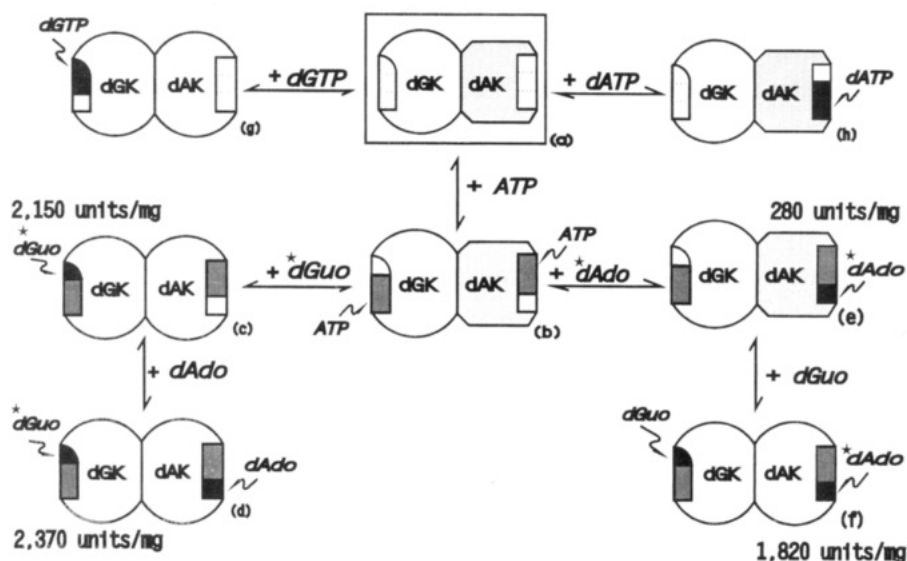 dGTP
dGK dAK
(g)
+ dGTP
dGK dAK
(a)
+ dATP
dGK dAK
dATP
(h)
+ ATP
2,150 units/mg
★dGuo
dGK dAK
(c)
+ ★dGuo
ATP
dGK dAK
ATP
(b)
+ ★dAdo
280 units/mg
dGK dAK
★dAdo
(e)
+ dAdo
+ dGuo
★dGuo
dGK dAK
dAdo
(d)
2,370 units/mg
dGuo
dGK dAK
★dAdo
(f)
1,820 units/mg